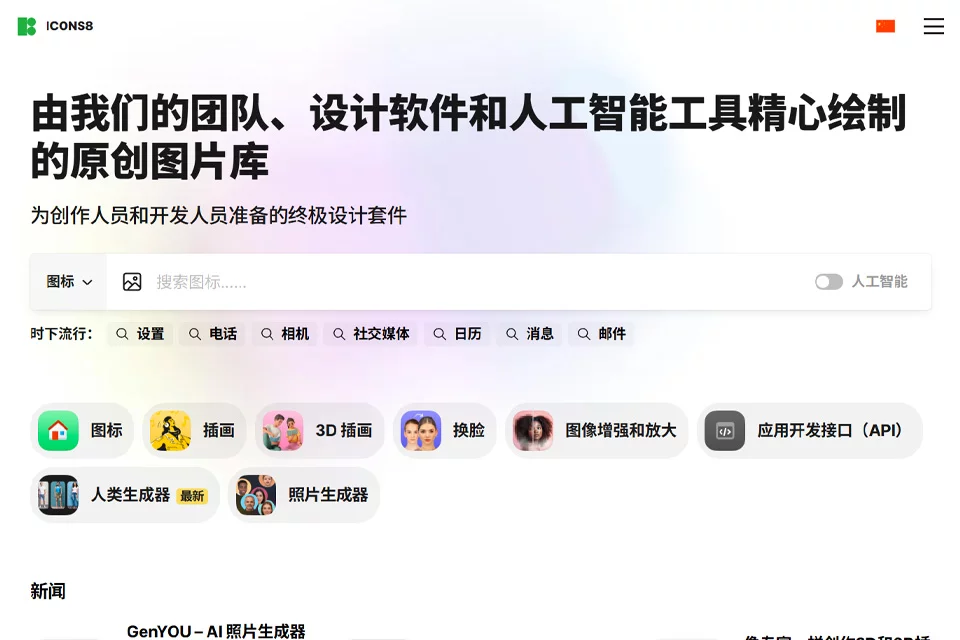 ICONS8
由我们的团队、设计软件和人工智能工具精心绘制
的原创图片库
为创作人员和开发人员准备的终极设计套件
图标
搜索图标......
人工智能
时下流行：
设置
电话
相机
社交媒体
日历
消息
邮件
图标
插画
3D 插画
换脸
图像增强和放大
应用开发接口（API）
人类生成器 最新
照片生成器
新闻
GenYOU – AI 照片生成器